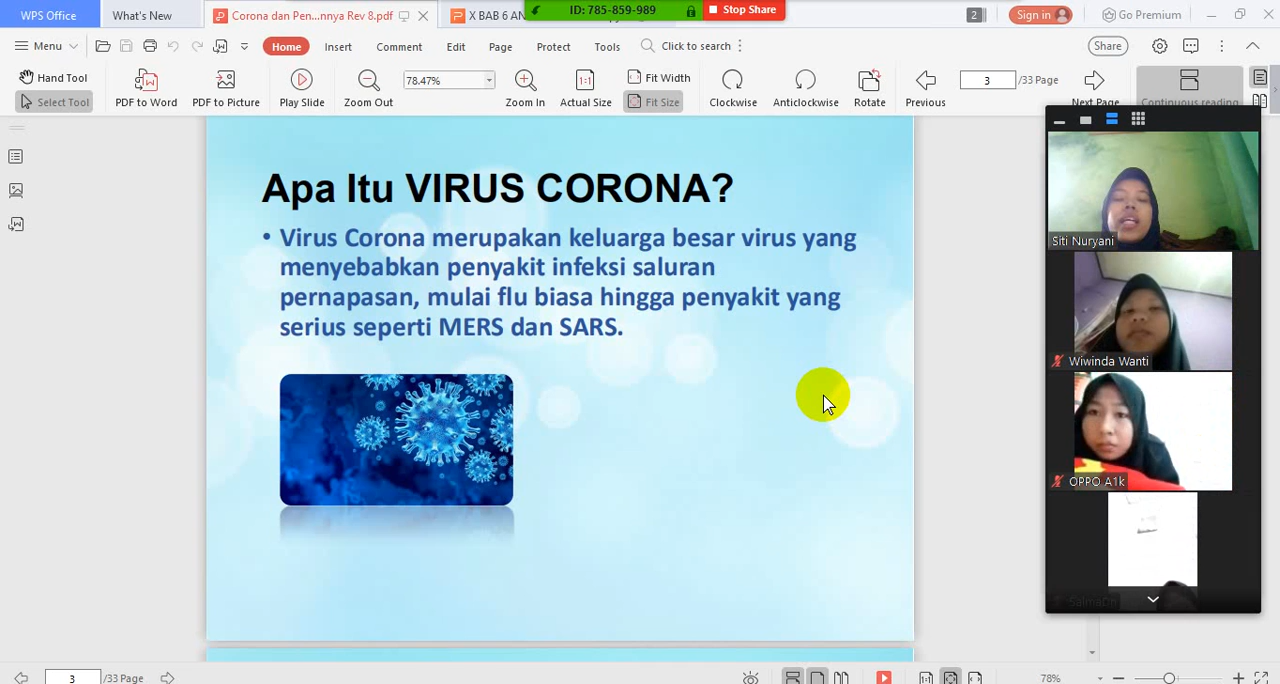 WPS Office
What's New
Corona dan Pen...nnya Rev 8.pdf
X BAB 6 AN
ID: 785-859-989
Stop Share
2
Sign in
Go Premium
Menu
Home
Insert
Comment
Edit
Page
Protect
Tools
Click to search
Share
Hand Tool
Select Tool
PDF to Word
PDF to Picture
Play Slide
Zoom Out
78.47%
Zoom In
1:1
Actual Size
Fit Width
Fit Size
Clockwise
Anticlockwise
Rotate
Previous
3
/33 Page
Next Page
Continuous reading
Apa Itu VIRUS CORONA?
• Virus Corona merupakan keluarga besar virus yang
menyebabkan penyakit infeksi saluran
pernapasan, mulai flu biasa hingga penyakit yang
serius seperti MERS dan SARS.
Siti Nuryani
Wiwinda Wanti
OPPO A1k
3
/33 Page
1:1
78%